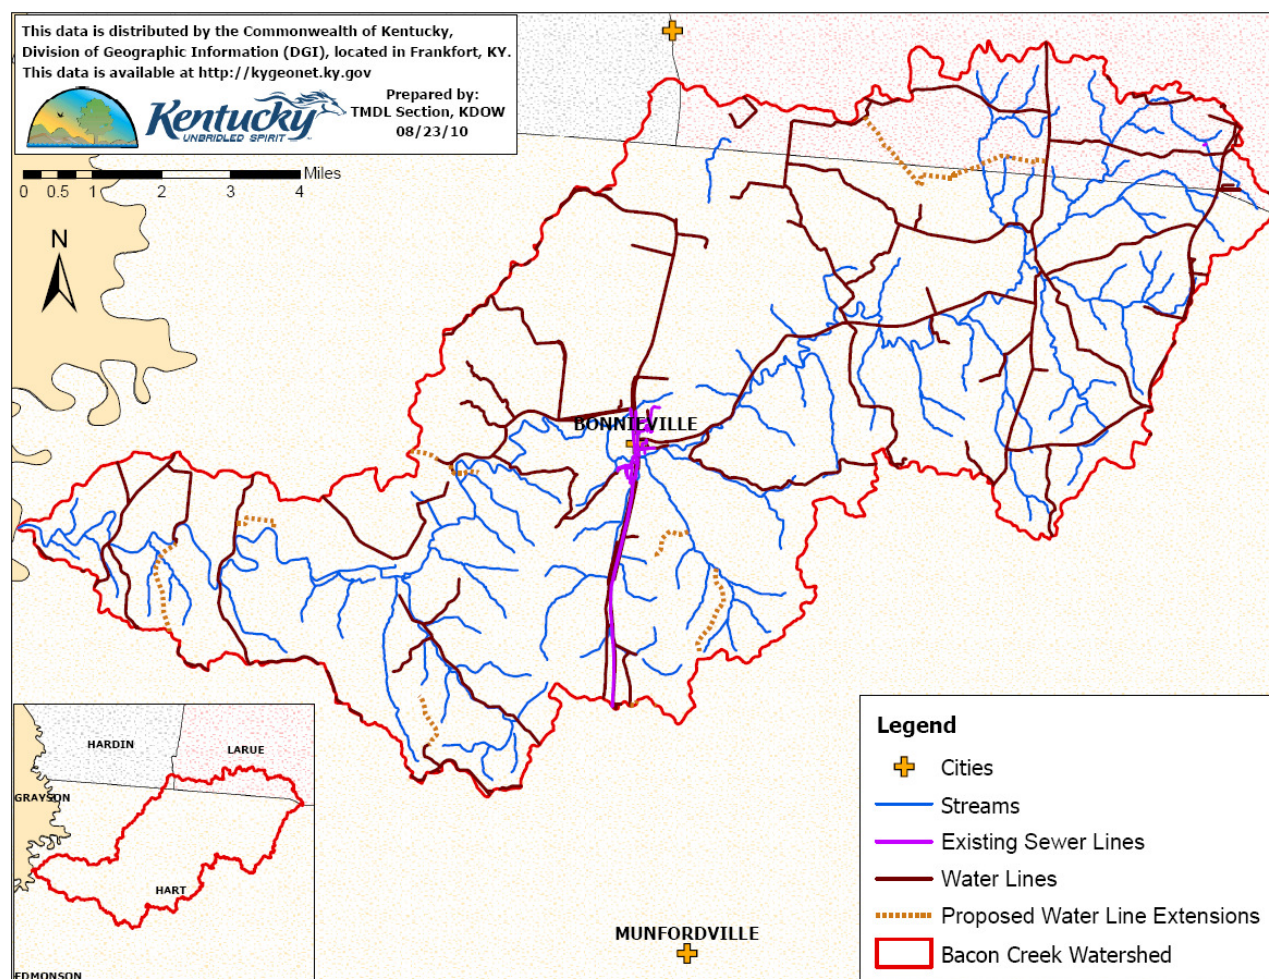 This data is distributed by the Commonwealth of Kentucky,
Division of Geographic Information (DGI), located in Frankfort, KY.
This data is available at http://kygeonet.ky.gov
Kentucky
UNBRIDLED SPIRIT
Prepared by:
TMDL Section, KDOW
08/23/10
Miles
0 0.5 1 2 3 4
N
BONNIEVILLE
MUNFORDVILLE
HARDIN
LARUE
GRAYSON
HART
EDMONSON
Legend
Cities
Streams
Existing Sewer Lines
Water Lines
Proposed Water Line Extensions
Bacon Creek Watershed